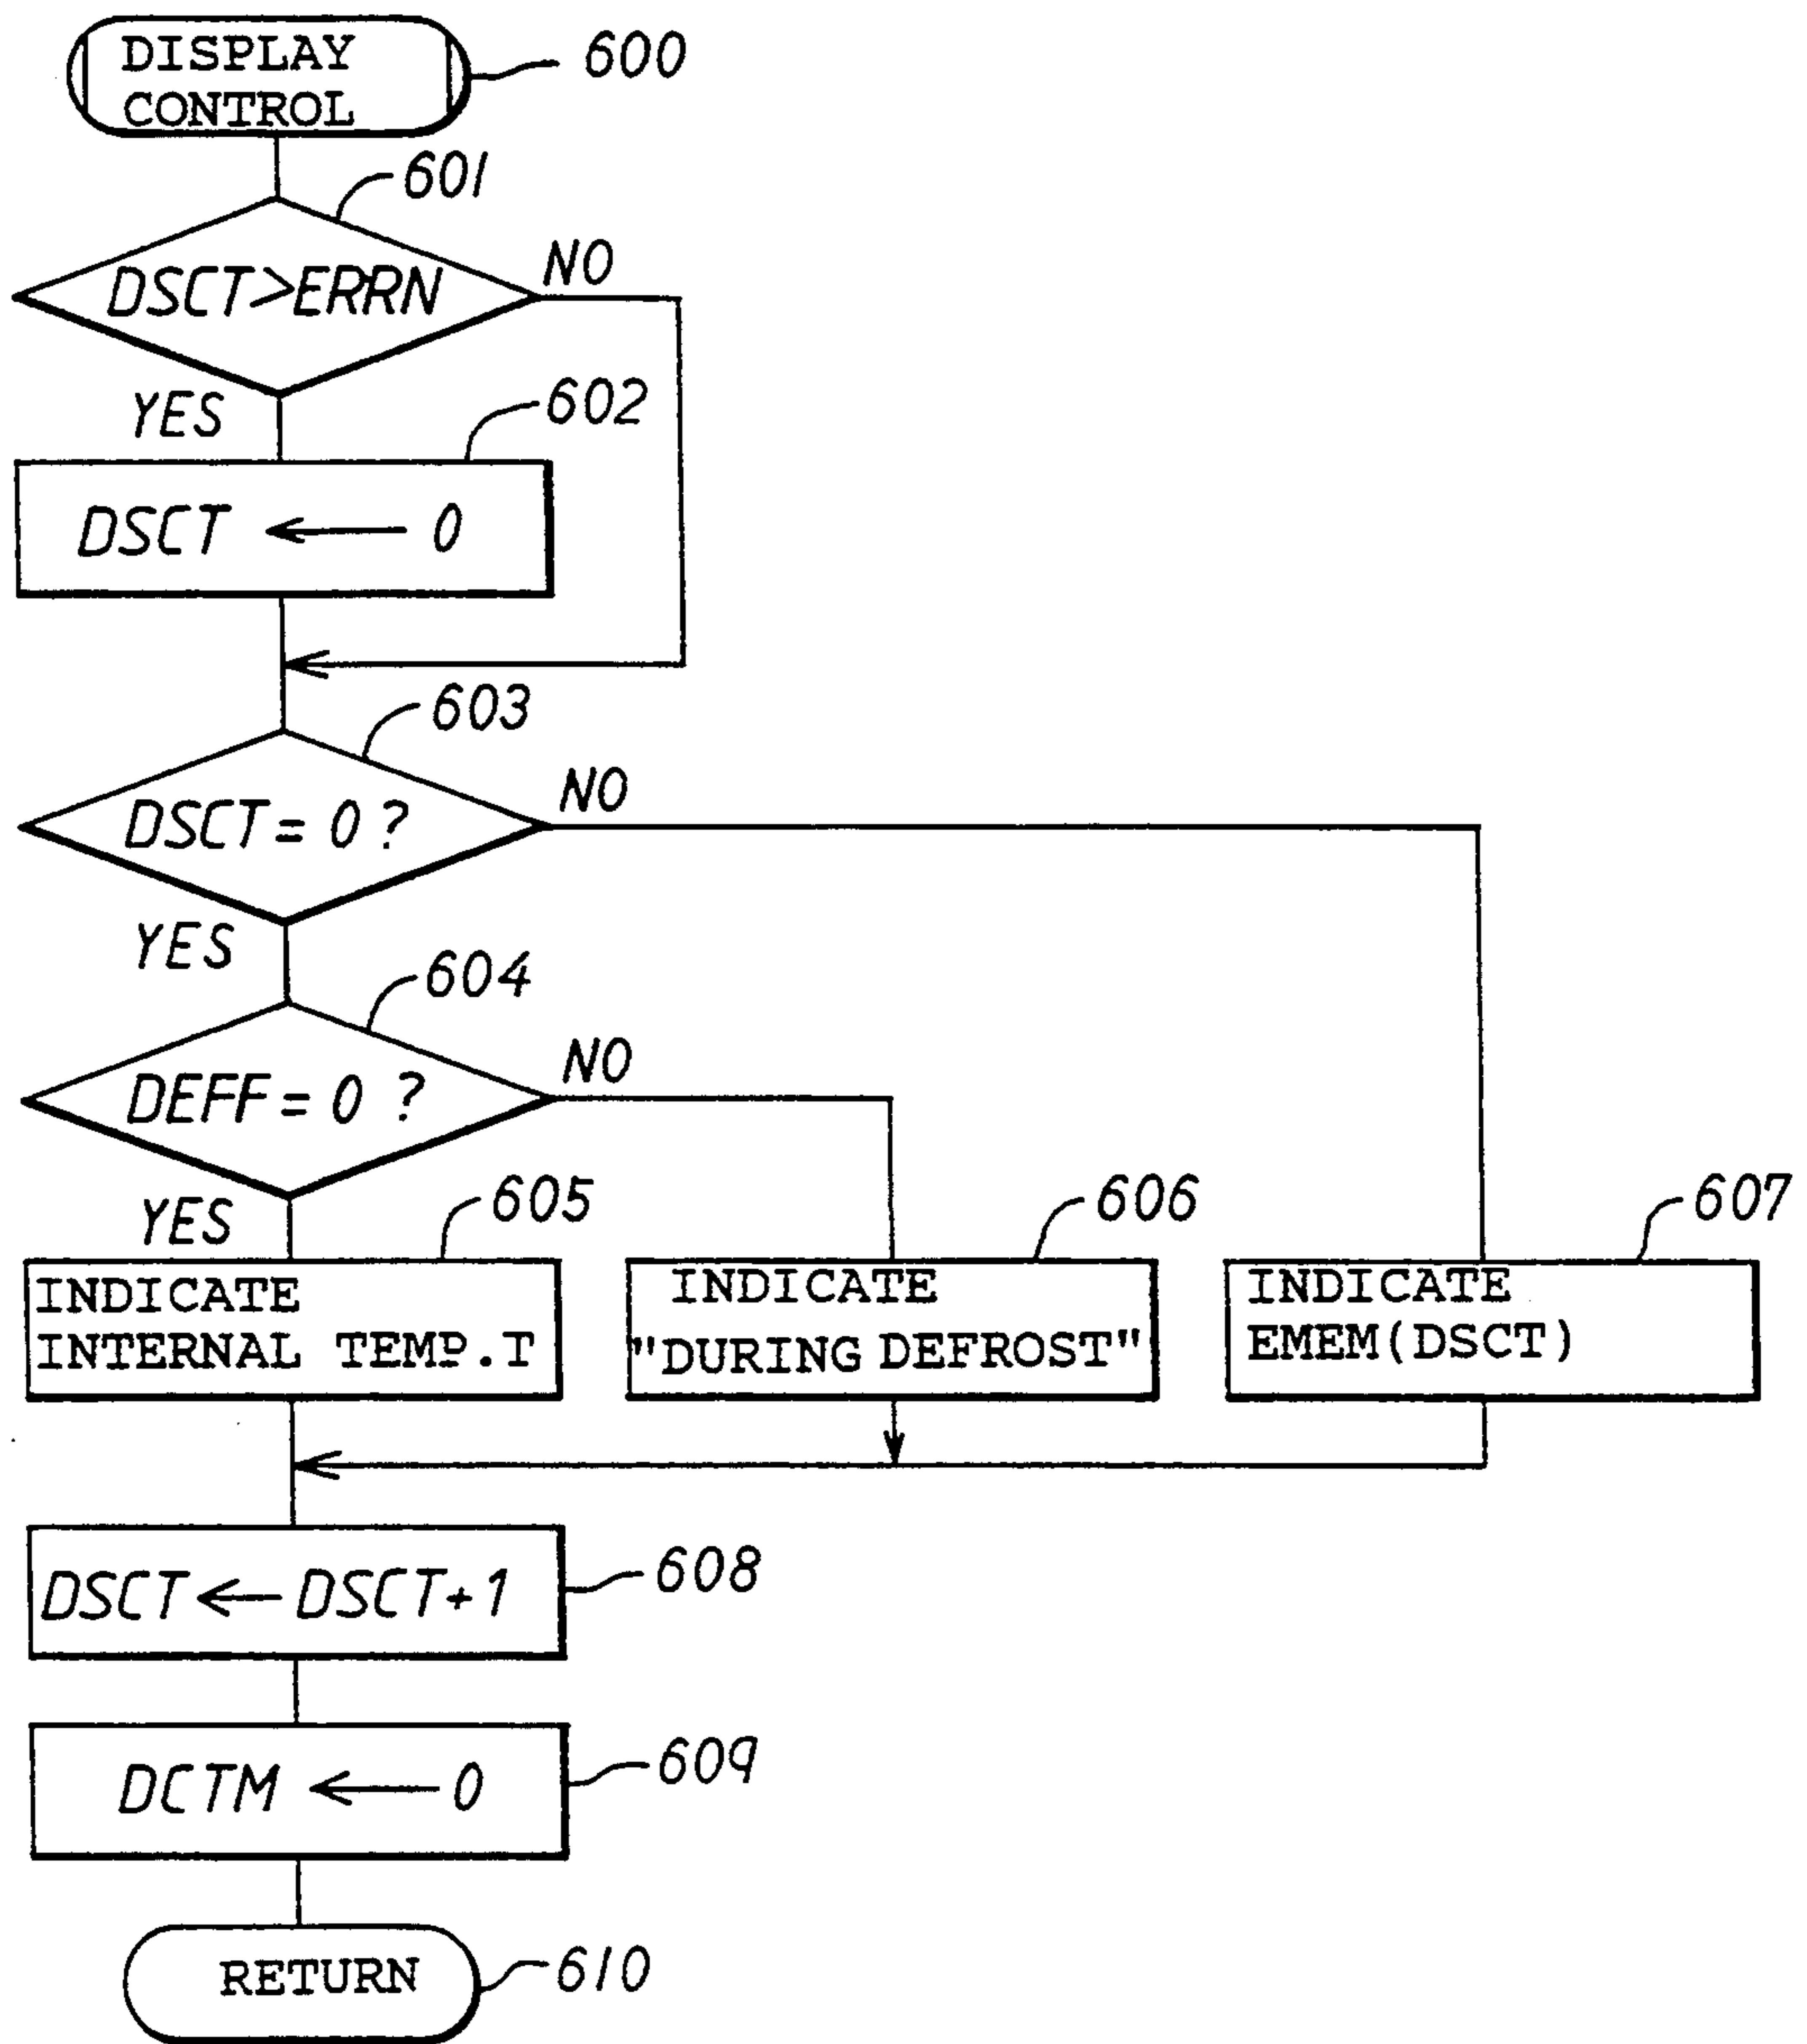 DISPLAY
CONTROL
600
601
DSCT>ERRN
NO
YES
602
DSCT ← 0
603
DSCT = 0 ?
NO
YES
604
DEFF = 0 ?
NO
YES
605
INDICATE
INTERNAL TEMP.T
606
INDICATE
"DURING DEFROST"
607
INDICATE
EMEM(DSCT)
DSCT ← DSCT+1
608
DCTM ← 0
609
RETURN
610